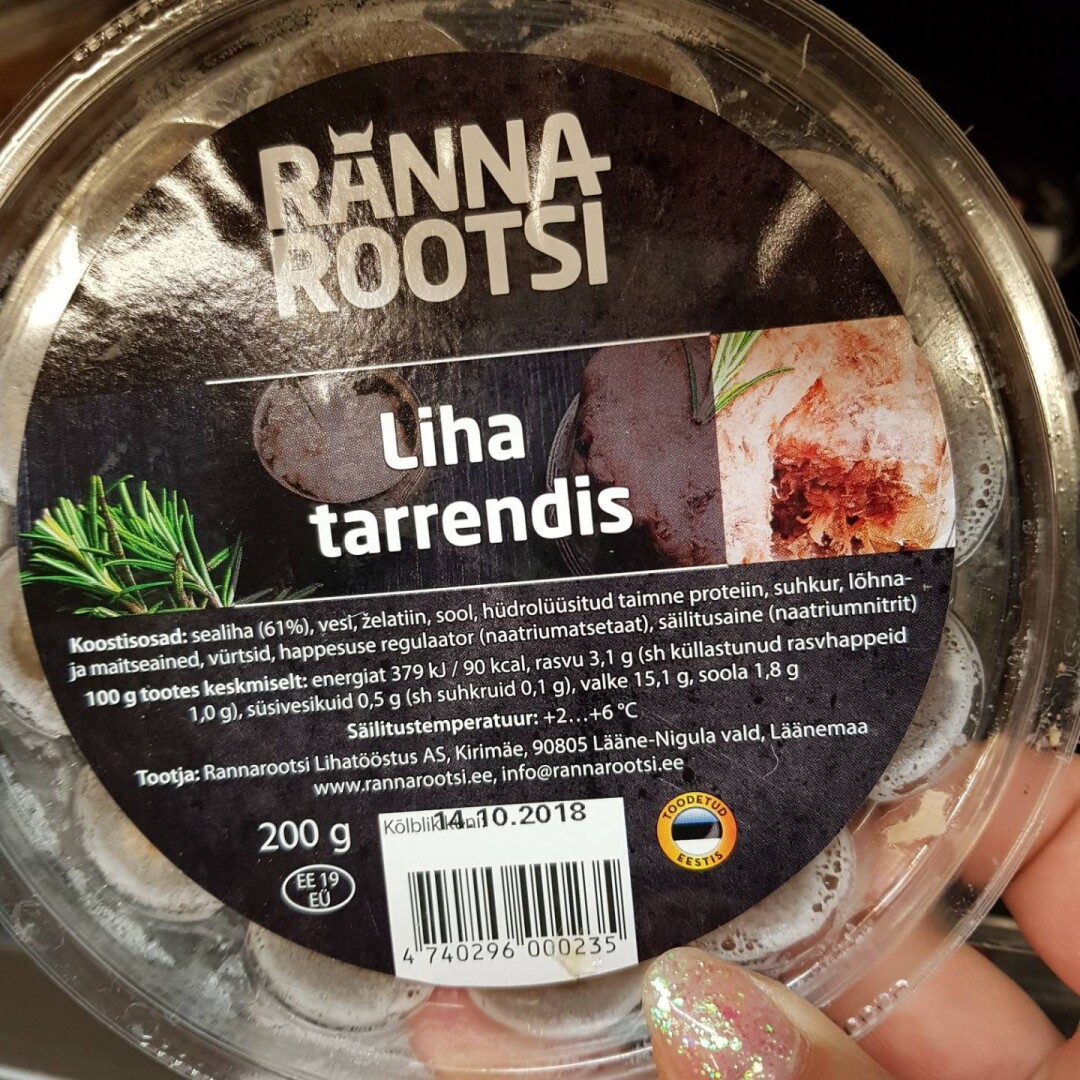 RANNA
ROOTSI
Liha
tarrendis
Koostisosad: sealiha (61%), vesi, želatiin, sool, hüdrolüüsitud taimne proteiin, suhkur, lõhna-
ja maitseained, vürtsid, happesuse regulaator (naatriumatsetaat), säilitusaine (naatriumnitrit)
100 g tootes keskmiselt: energiat 379 kJ / 90 kcal, rasvu 3,1 g (sh küllastunud rasvhappeid
1,0 g), süsivesikuid 0,5 g (sh suhkruid 0,1 g), valke 15,1 g, soola 1,8 g
Säilitustemperatuur: +2...+6 °C
Tootja: Rannarootsi Lihatööstus AS, Kirimäe, 90805 Lääne-Nigula vald, Läänemaa
www.rannarootsi.ee, info@rannarootsi.ee
200 g
EE 19
EÜ
Kõlblik kuni: 14.10.2018
4 740296 000235
TOODETUD
EESTIS